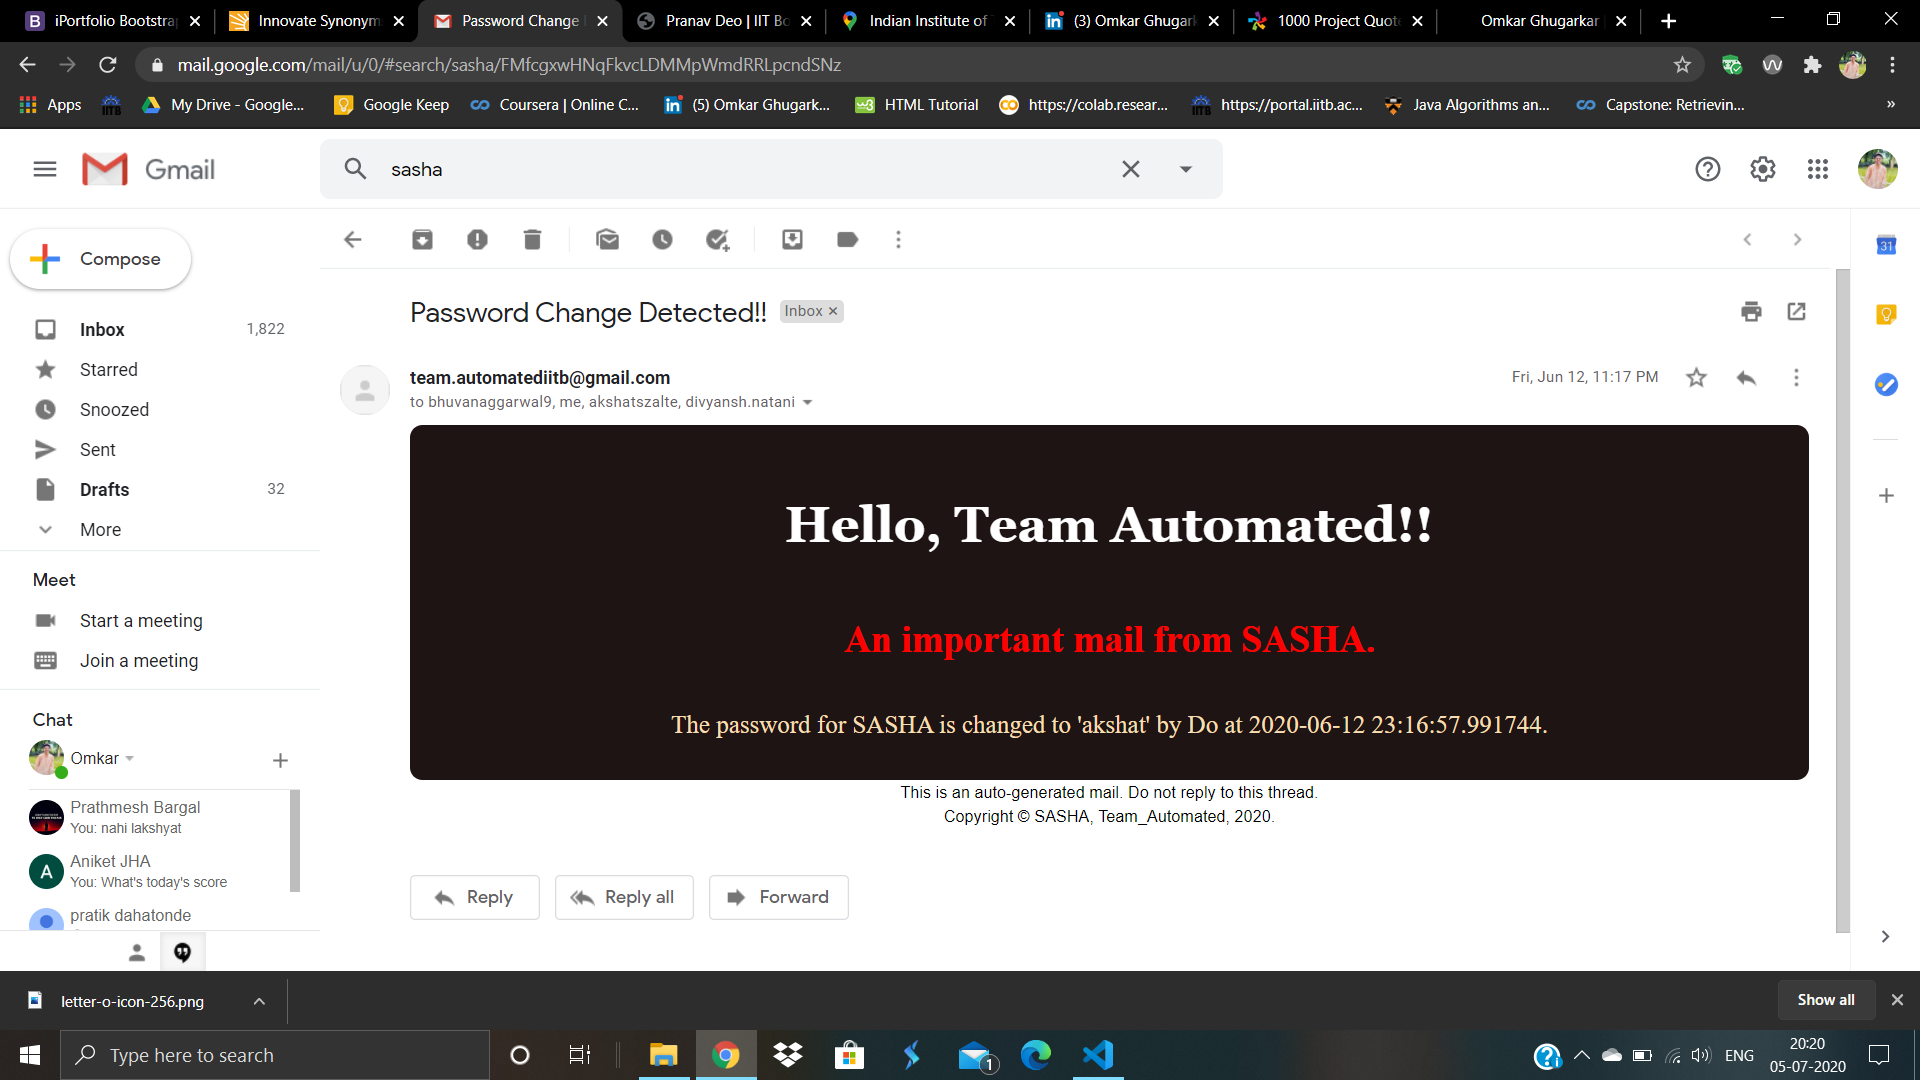 iPortfolio Bootstrap
Innovate Synonym
Password Change
Pranav Deo | IIT Bo
Indian Institute of
(3) Omkar Ghugark
1000 Project Quot
Omkar Ghugarkar
mail.google.com/mail/u/0/#search/sasha/FMfcgxwHNqFkvcLDMMpWmdRRLpcndSNz
Apps
IITB
My Drive - Google...
Google Keep
Coursera | Online C...
(5) Omkar Ghugark...
HTML Tutorial
https://colab.resear...
https://portal.iitb.ac...
Java Algorithms an...
Capstone: Retrievin...
»
Gmail
sasha
Compose
Inbox 1,822
Starred
Snoozed
Sent
Drafts 32
More
Meet
Start a meeting
Join a meeting
Chat
Omkar
Prathmesh Bargal
You: nahi lakshyat
A
Aniket JHA
You: What's today's score
pratik dahatonde
Password Change Detected!! Inbox ×
team.automatediitb@gmail.com
Fri, Jun 12, 11:17 PM
to bhuvanaggarwal9, me, akshatszalte, divyansh.natani
Hello, Team Automated!!
An important mail from SASHA.
The password for SASHA is changed to 'akshat' by Do at 2020-06-12 23:16:57.991744.
This is an auto-generated mail. Do not reply to this thread.
Copyright © SASHA, Team_Automated, 2020.
Reply
Reply all
Forward
31
letter-o-icon-256.png
Show all
Type here to search
1
ENG
20:20
05-07-2020